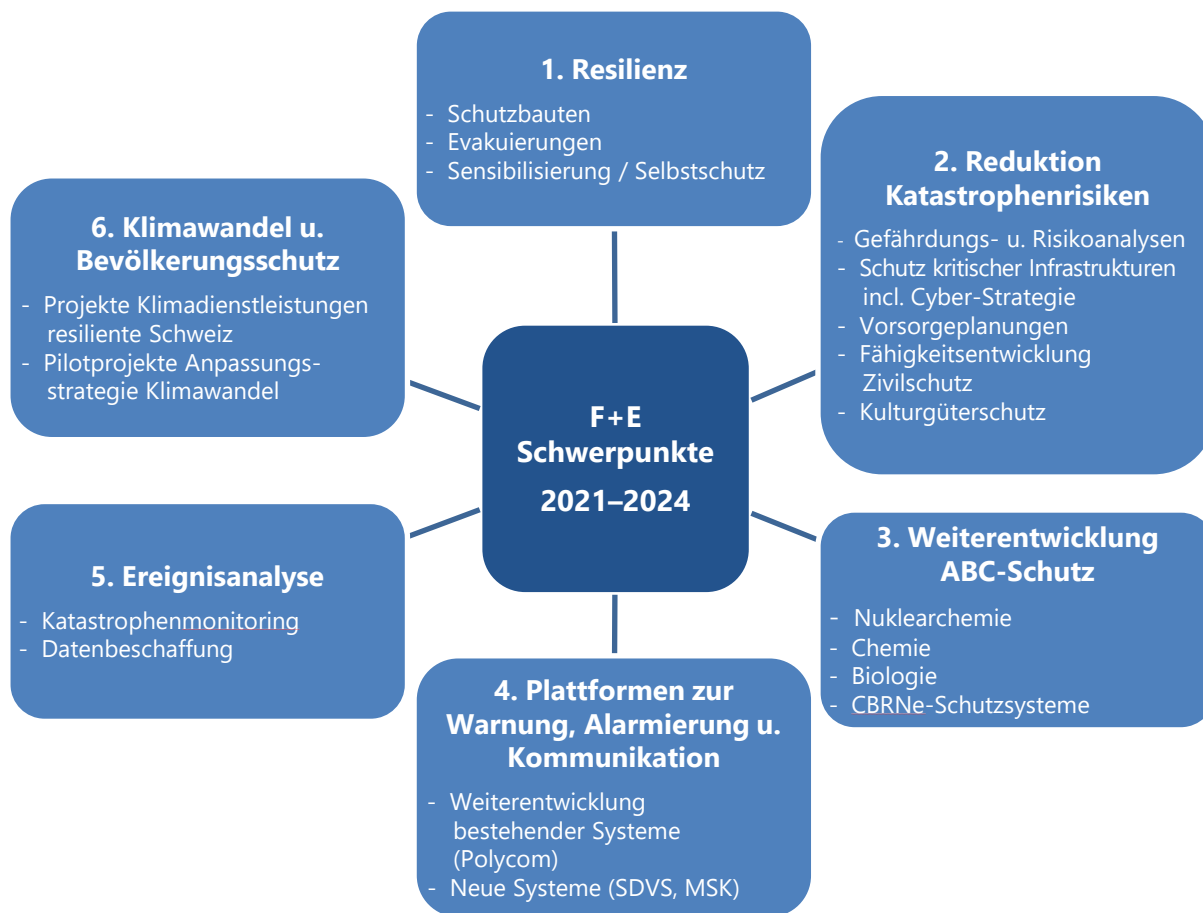 1. Resilienz
- Schutzbauten
- Evakuierungen
- Sensibilisierung / Selbstschutz
2. Reduktion
Katastrophenrisiken
- Gefährdungs- u. Risikoanalysen
- Schutz kritischer Infrastrukturen
incl. Cyber-Strategie
- Vorsorgeplanungen
- Fähigkeitsentwicklung
Zivilschutz
- Kulturgüterschutz
3. Weiterentwicklung
ABC-Schutz
- Nuklearchemie
- Chemie
- Biologie
- CBRNe-Schutzsysteme
4. Plattformen zur
Warnung, Alarmierung u.
Kommunikation
- Weiterentwicklung
bestehender Systeme
(Polycom)
- Neue Systeme (SDVS, MSK)
5. Ereignisanalyse
- Katastrophenmonitoring
- Datenbeschaffung
6. Klimawandel u.
Bevölkerungsschutz
- Projekte Klimadienstleistungen
resiliente Schweiz
- Pilotprojekte Anpassungs-
strategie Klimawandel
F+E
Schwerpunkte
2021–2024